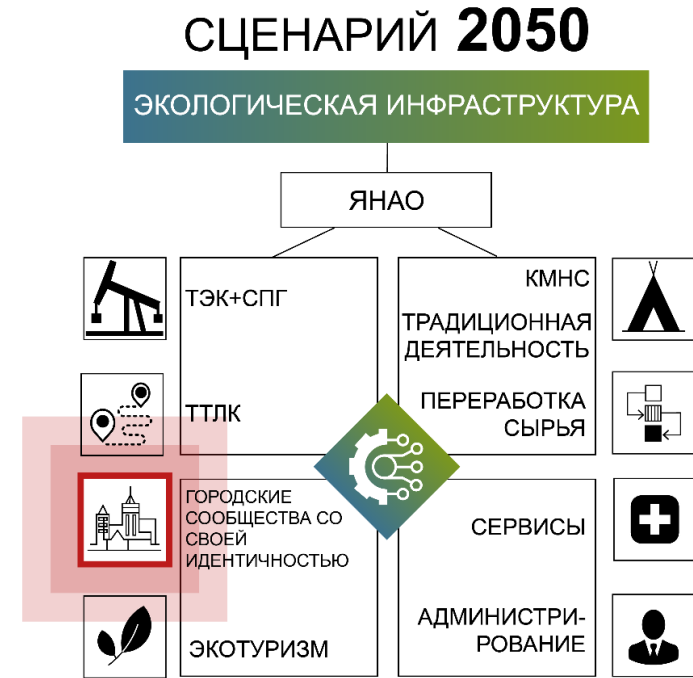 СЦЕНАРИЙ 2050
ЭКОЛОГИЧЕСКАЯ ИНФРАСТРУКТУРА
ЯНАО
ТЭК+СПГ
ТТЛК
КМНС
ТРАДИЦИОННАЯ
ДЕЯТЕЛЬНОСТЬ
ПЕРЕРАБОТКА
СЫРЬЯ
ГОРОДСКИЕ
СООБЩЕСТВА СО
СВОЕЙ
ИДЕНТИЧНОСТЬЮ
ЭКОТУРИЗМ
СЕРВИСЫ
АДМИНИСТРИ-
РОВАНИЕ